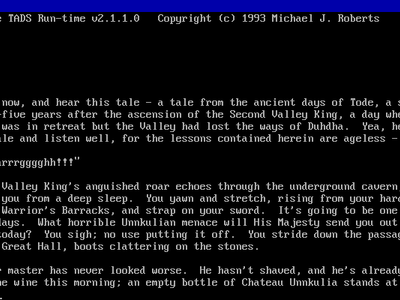 TADS Run-time v2.1.1.0 Copyright (c) 1993 Michael J. Roberts
now, and hear this tale - a tale from the ancient days of Tode, a
-five years after the ascension of the Second Valley King, a day
was in retreat but the Valley had lost the ways of Duhdha. Yea,
and listen well, for the lessons contained herein are ageless -
rrrgggghh!!!"
Valley King's anguished roar echoes through the underground cavern
you from a deep sleep. You yawn and stretch, rising from your
Warrior's Barracks, and strap on your sword. It's going to be one
days. What horrible Unnkulian menace will His Majesty send you out
today? You sigh; no use putting it off. You stride down the
Great Hall, boots clattering on the stones.
master has never looked worse. He hasn't shaved, and he's already
wine this morning; an empty bottle of Chateau Unnkulia stands at